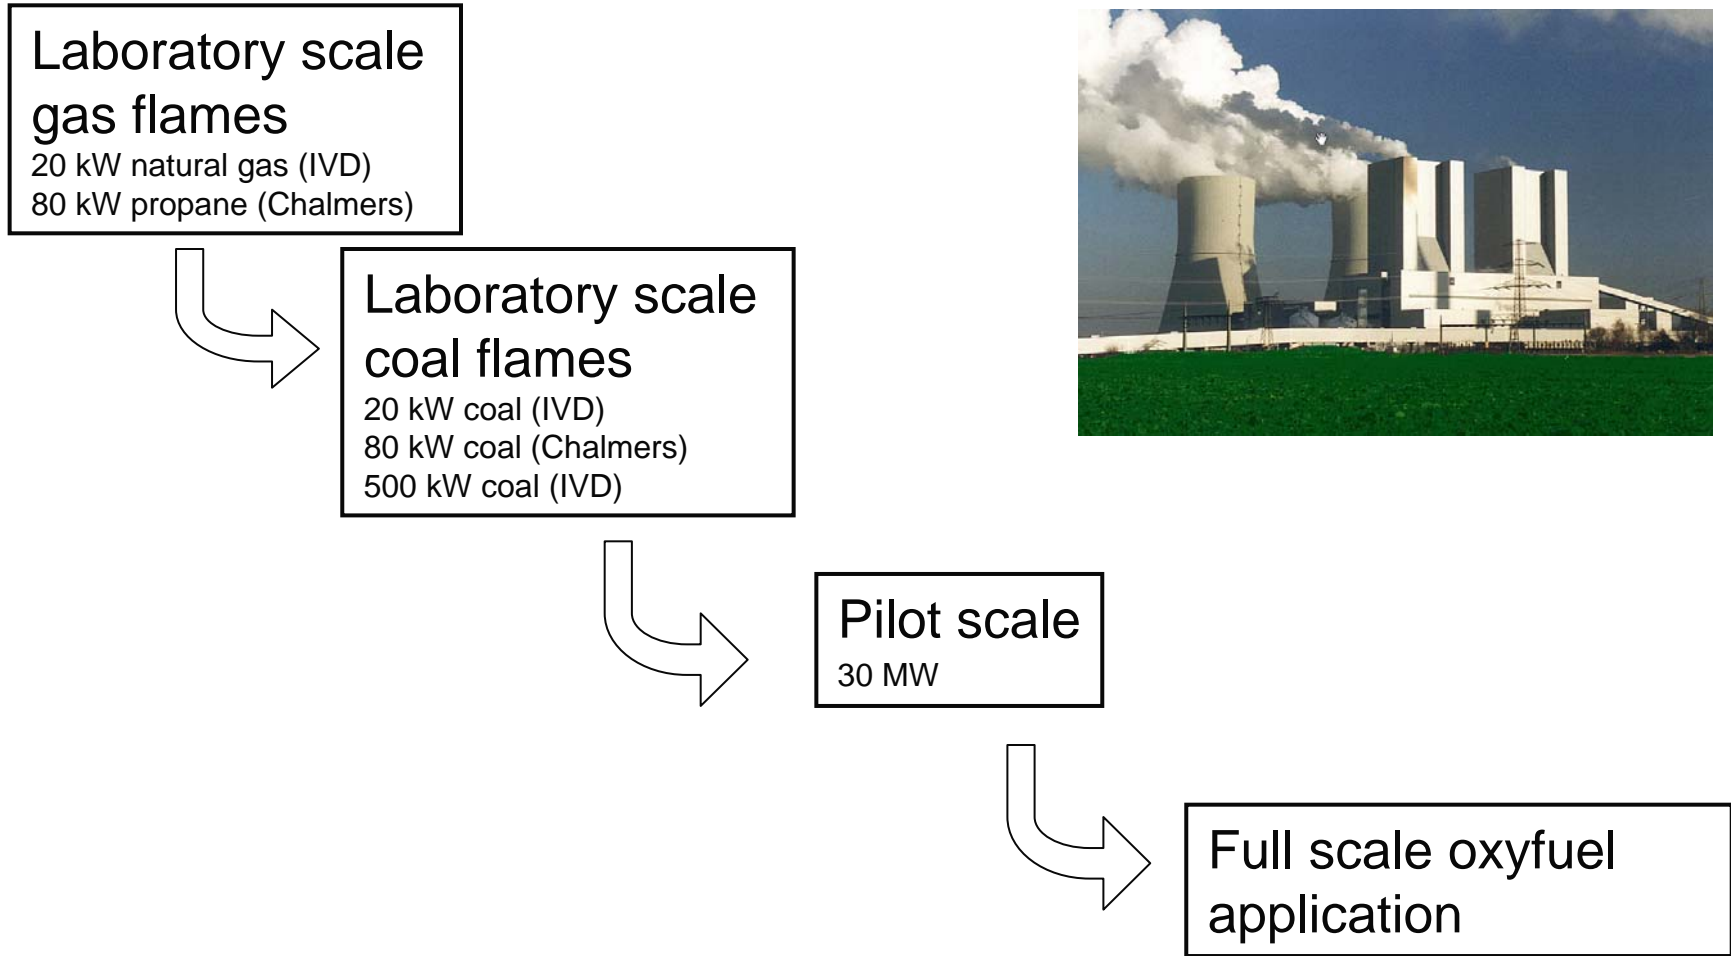 Laboratory scale
gas flames
20 kW natural gas (IVD)
80 kW propane (Chalmers)
Laboratory scale
coal flames
20 kW coal (IVD)
80 kW coal (Chalmers)
500 kW coal (IVD)
Pilot scale
30 MW
Full scale oxyfuel
application